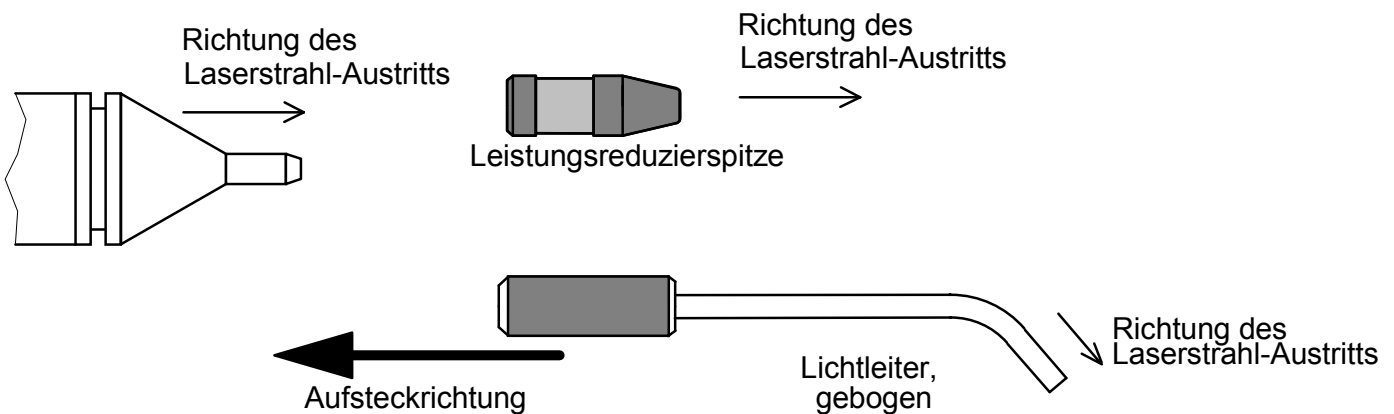 Richtung des
Laserstrahl-Austritts
Richtung des
Laserstrahl-Austritts
Leistungsreduzierspitze
Richtung des
Laserstrahl-Austritts
Lichtleiter,
gebogen
Aufsteckrichtung